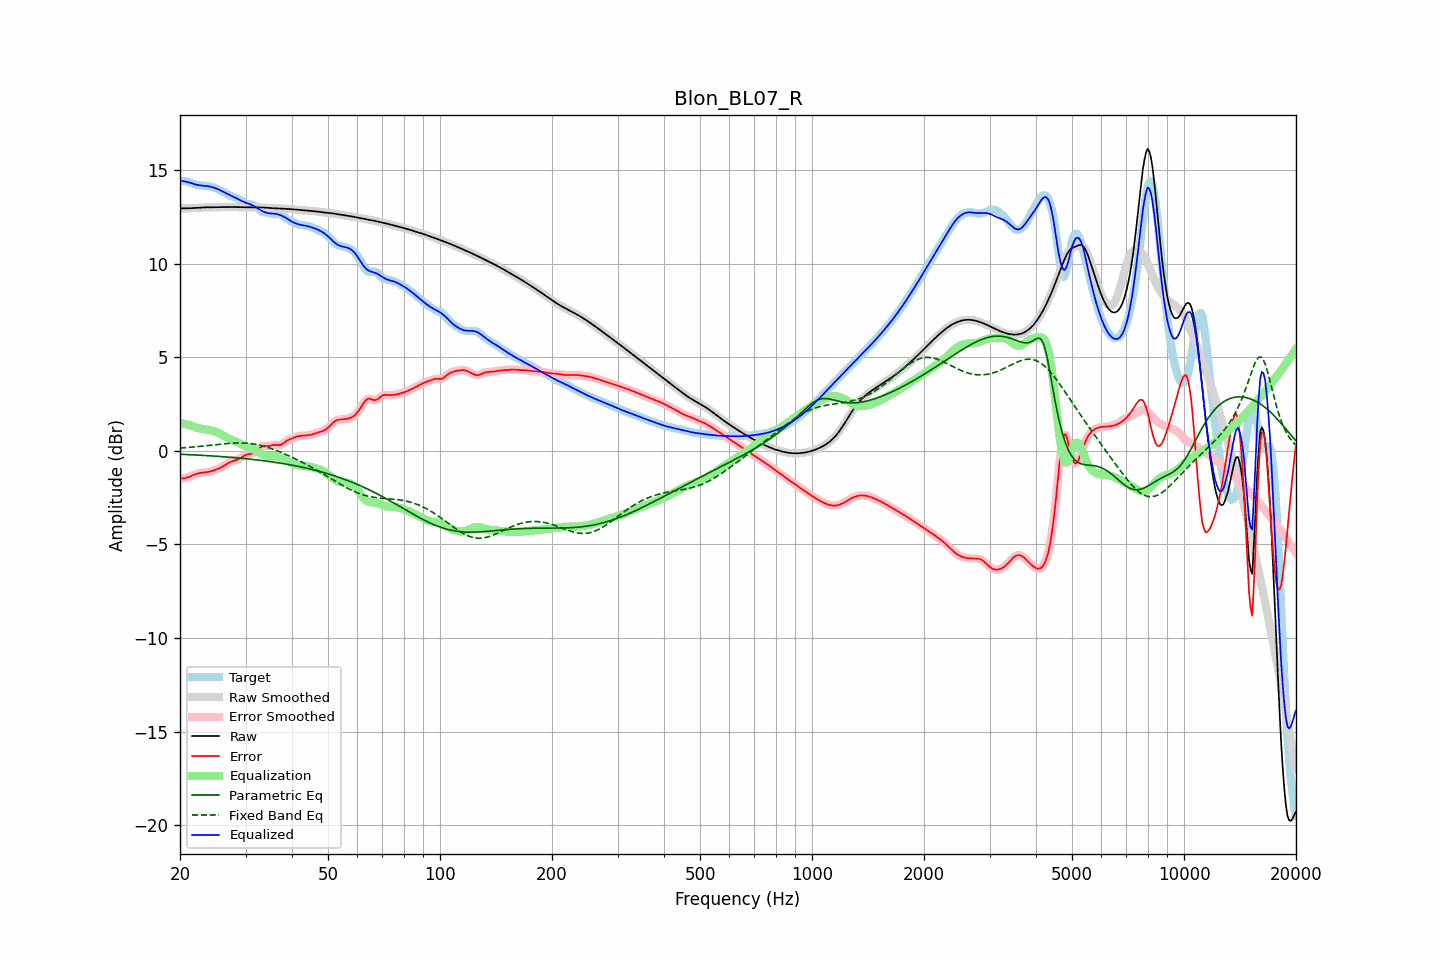 Blon_BL07_R
Amplitude (dBr)
15
10
5
0
−5
−10
−15
−20
Target
Raw Smoothed
Error Smoothed
Raw
Error
Equalization
Parametric Eq
Fixed Band Eq
Equalized
20 50 100 200 500 1000 2000 5000 10000 20000
Frequency (Hz)